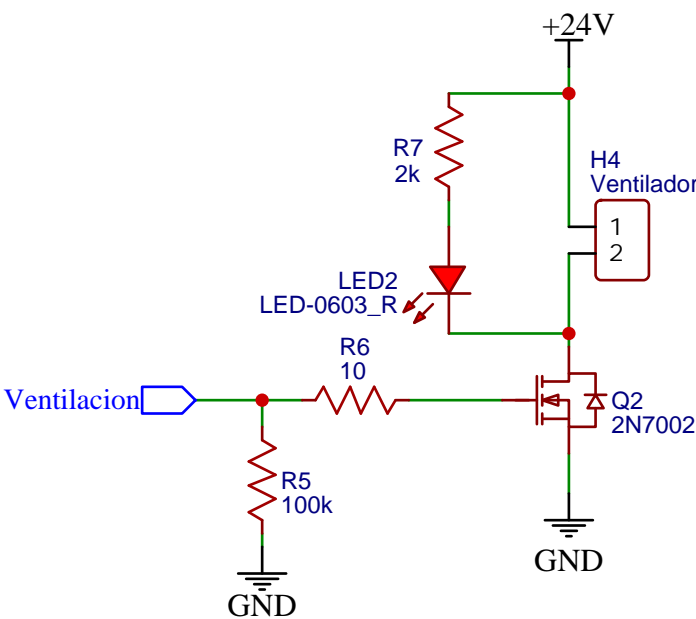 +24V
R7
2k
H4
Ventilador
1
2
LED2
LED-0603_R
R6
10
Ventilacion
Q2
2N7002
R5
100k
GND
GND